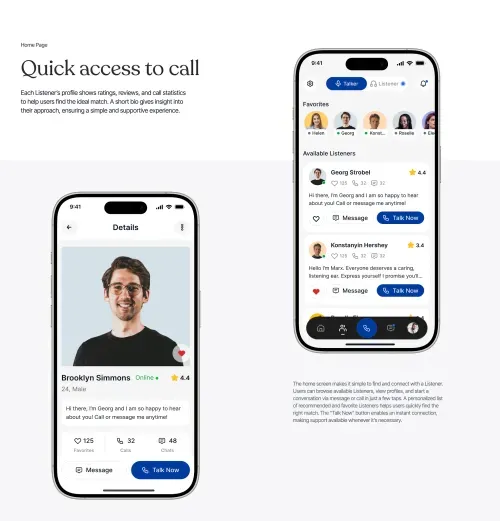 Home Page
Quick access to call
Each Listener's profile shows ratings, reviews, and call statistics
to help users find the ideal match. A short bio gives insight into
their approach, ensuring a simple and supportive experience.
9:41
Talker
Listener
Favorites
Helen
Georg
Konst...
Roselie
Available Listeners
Georg Strobel
4.4
125
32
32
Hi there, I'm Georg and I am so happy to hear
about you! Call or message me anytime!
Message
Talk Now
Konstanyin Hershey
3.4
125
32
32
Hello I'm Marx. Everyone deserves a caring,
listening ear. Express yourself I promise you'll...
Message
Talk Now
9:41
Details
Brooklyn Simmons
Online
4.4
24, Male
Hi there, I'm Georg and I am so happy to hear
about you! Call or message me anytime!
125
32
48
Favorites
Calls
Chats
Message
Talk Now
The home screen makes it simple to find and connect with a Listener.
Users can browse available Listeners, view profiles, and start a
conversation via message or call in just a few taps. A personalized list
of recommended and favorite Listeners helps users quickly find the
right match. The "Talk Now" button enables an instant connection,
making support available whenever it's necessary.